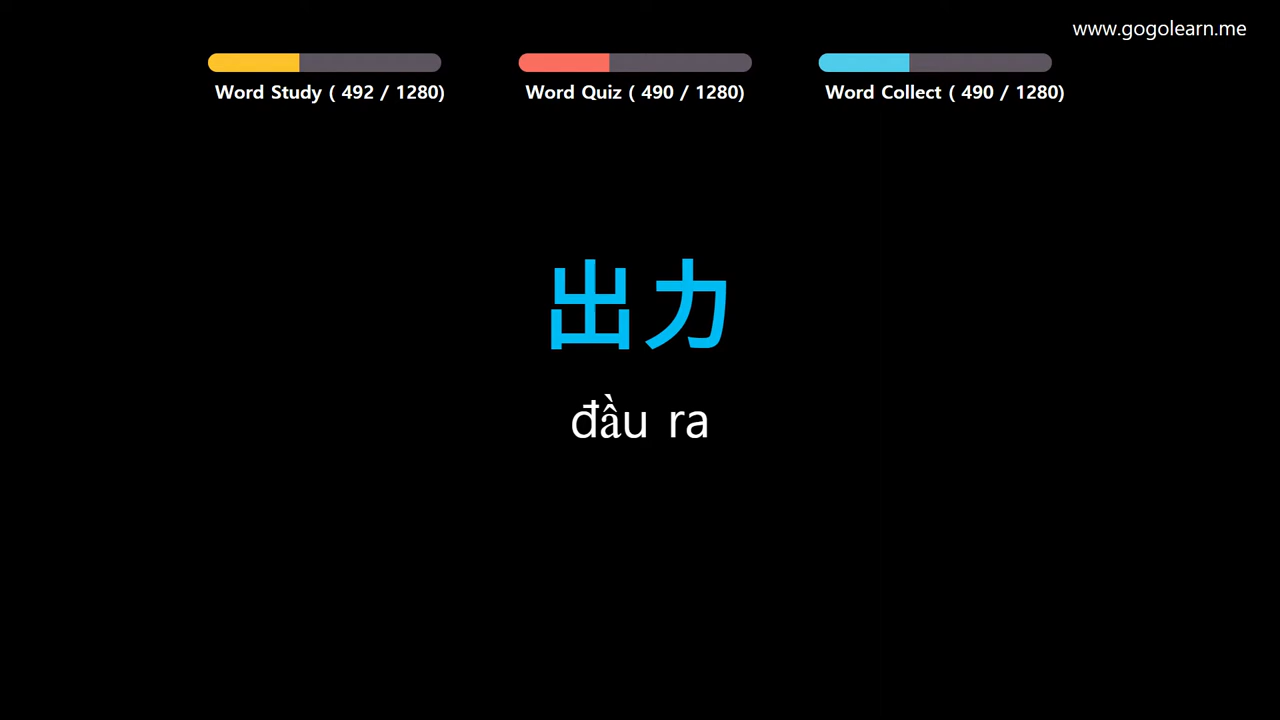 www.gogolearn.me
Word Study ( 492 / 1280)
Word Quiz ( 490 / 1280)
Word Collect ( 490 / 1280)
出力
đầu ra